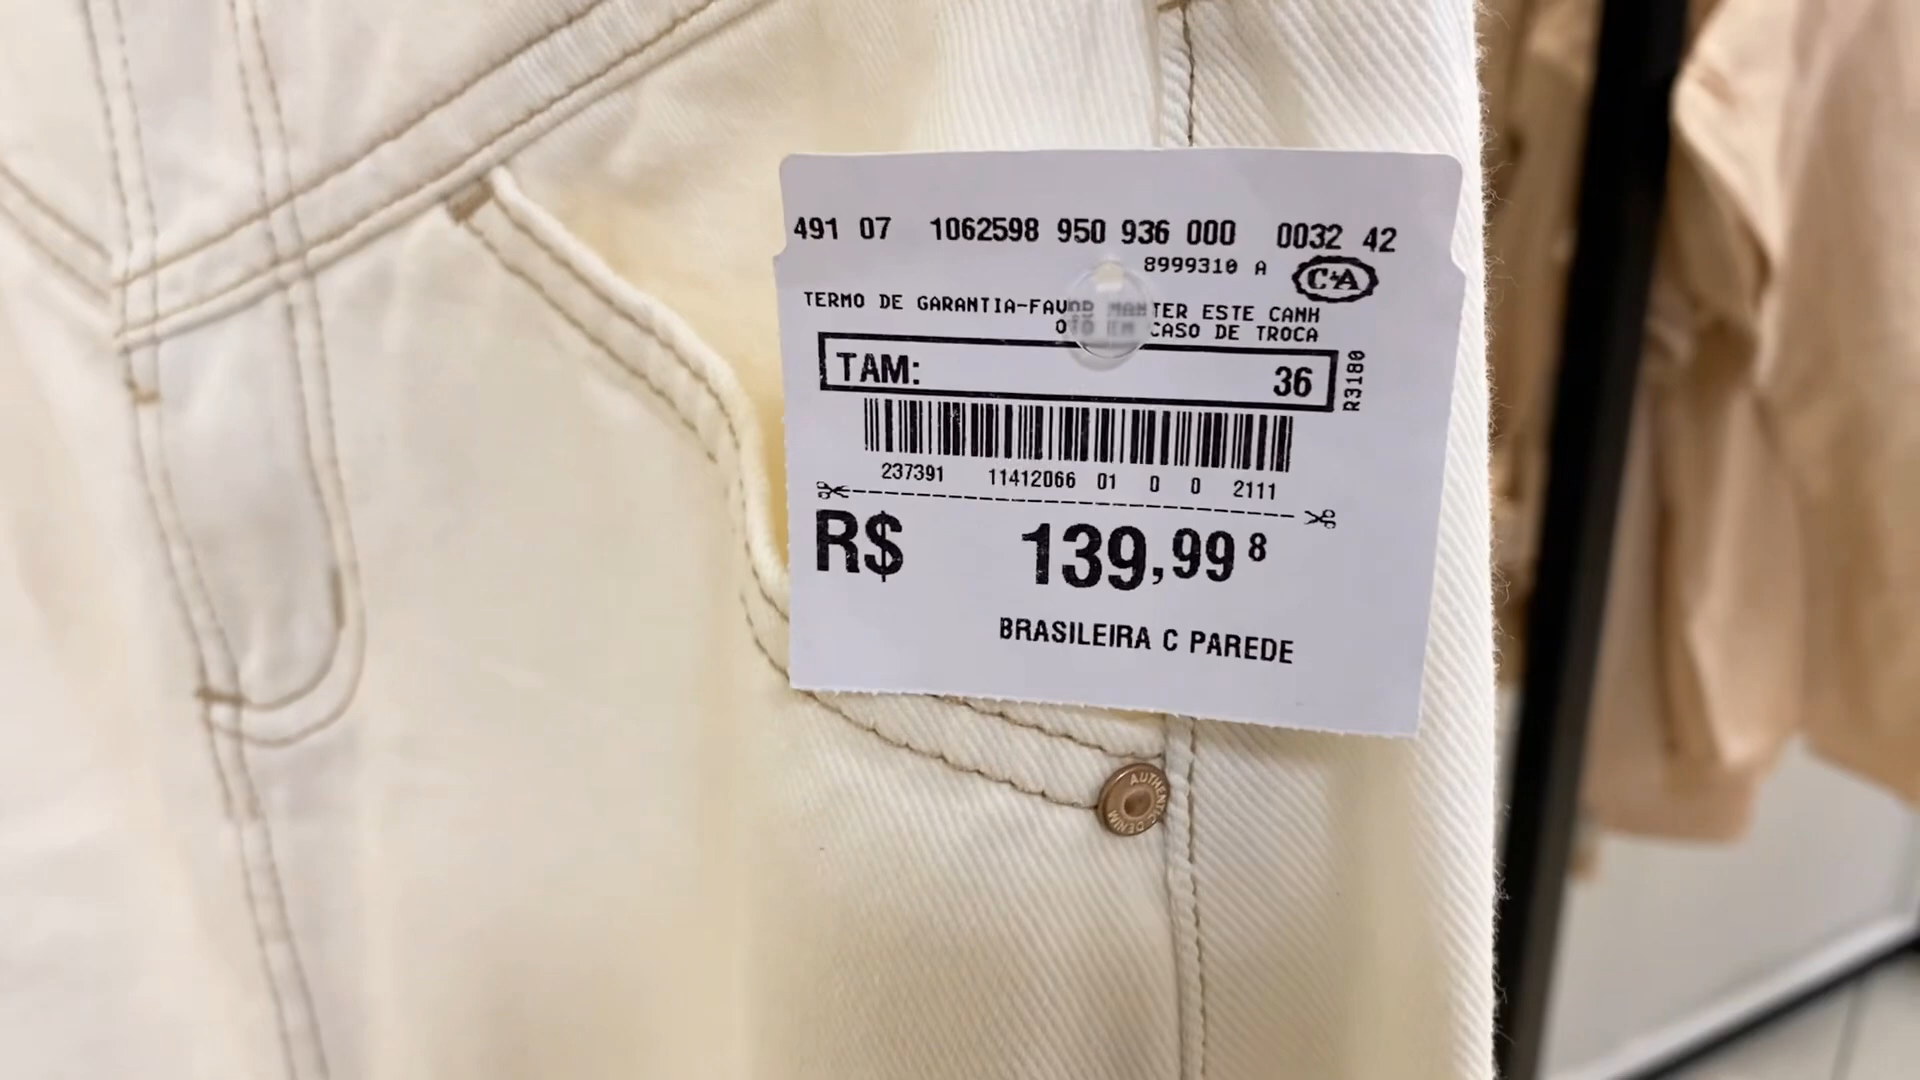 491 07 1062598 950 936 000 0032 42
8999310 A C&A
TERMO DE GARANTIA-FAVOR MANTER ESTE CANH
OTO EM CASO DE TROCA
TAM: 36
R3180
237391 11412066 01 0 0 2111
R$ 139,99 8
BRASILEIRA C PAREDE
AUTHENTIC DENIM